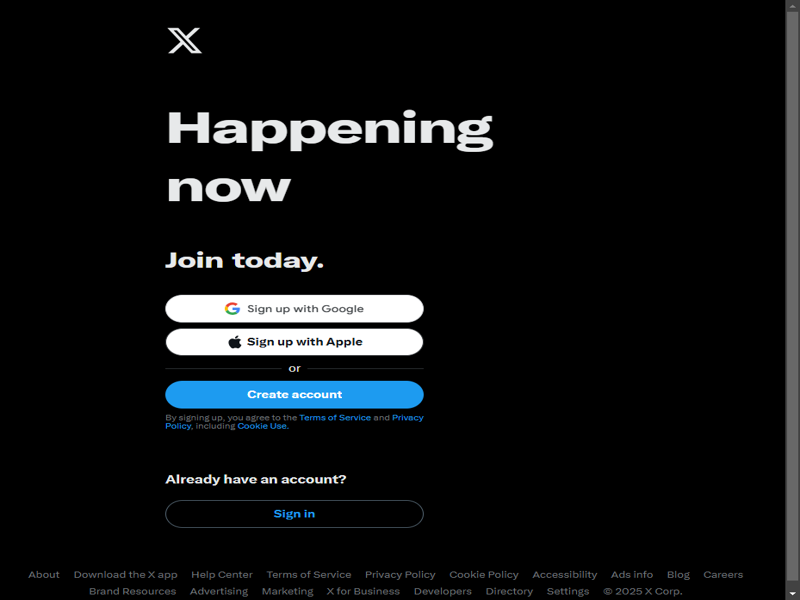 Happening
now
Join today.
Sign up with Google
Sign up with Apple
or
Create account
By signing up, you agree to the Terms of Service and Privacy
Policy, including Cookie Use.
Already have an account?
Sign in
About Download the X app Help Center Terms of Service Privacy Policy Cookie Policy Accessibility Ads info Blog Careers
Brand Resources Advertising Marketing X for Business Developers Directory Settings © 2025 X Corp.